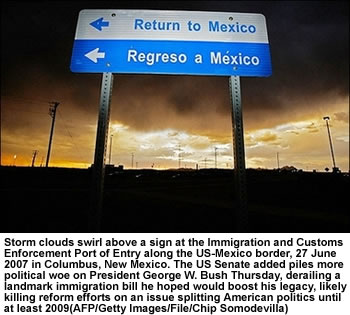 Return to Mexico
Regreso a México
Storm clouds swirl above a sign at the Immigration and Customs
Enforcement Port of Entry along the US-Mexico border, 27 June
2007 in Columbus, New Mexico. The US Senate added piles more
political woe on President George W. Bush Thursday, derailing a
landmark immigration bill he hoped would boost his legacy, likely
killing reform efforts on an issue splitting American politics until
at least 2009(AFP/Getty Images/File/Chip Somodevilla)